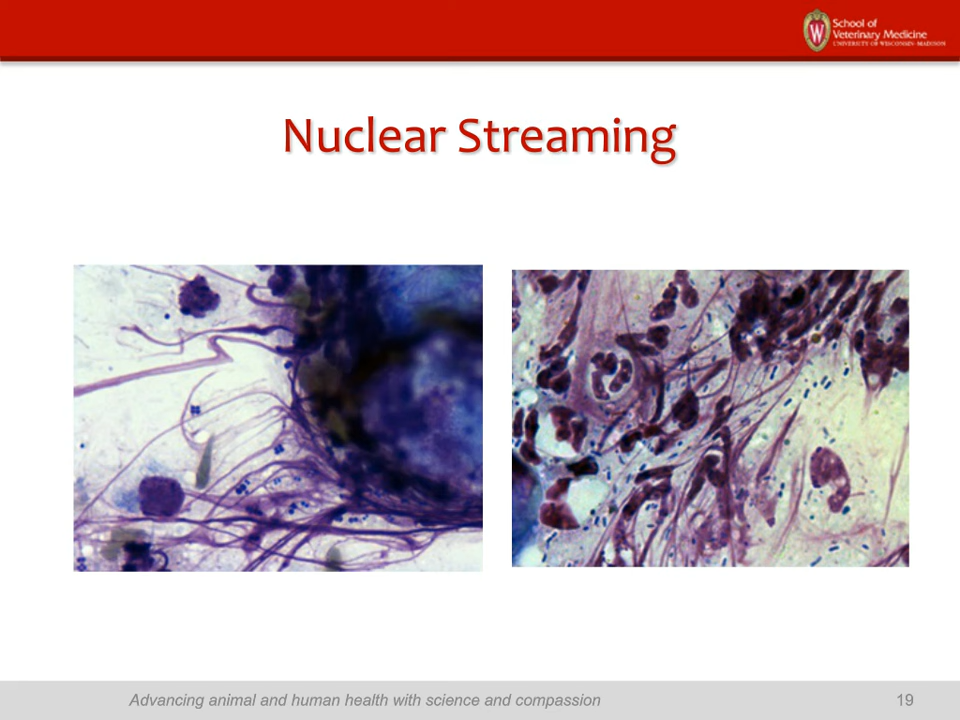 School of
Veterinary Medicine
UNIVERSITY OF WISCONSIN-MADISON
Nuclear Streaming
Advancing animal and human health with science and compassion
19